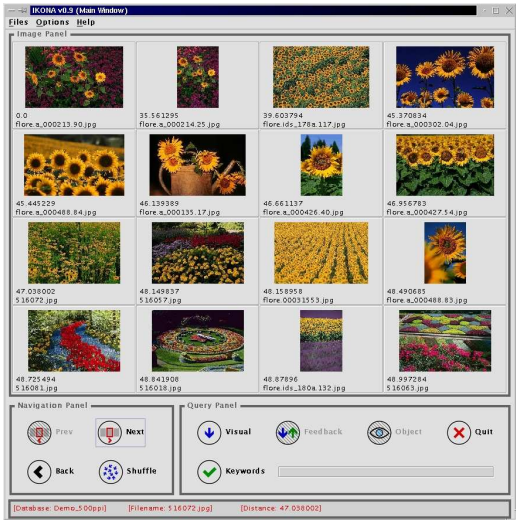 IKONA v0.9 (Main Window)
Files Options Help
Image Panel
0.0
flore.a_000213.90.jpg
35.561295
flore.a_000214.25.jpg
39.603794
flore.ids_178a.117.jpg
45.370834
flore.a_000302.04.jpg
45.445229
flore.a_000488.84.jpg
46.139389
flore.a_000135.17.jpg
46.661137
flore.a_000426.40.jpg
46.956783
flore.a_000427.54.jpg
47.038002
516072.jpg
48.149837
516057.jpg
48.158958
flore.00031553.jpg
48.490685
flore.a_000488.83.jpg
48.725494
516081.jpg
48.841908
516018.jpg
48.87896
flore.ids_180a.132.jpg
48.997284
516063.jpg
Navigation Panel
Prev Next
Back Shuffle
Query Panel
Visual Feedback Object Quit
Keywords
[Database: Demo_500ppi] [Filename: 516072.jpg] [Distance: 47.038002]